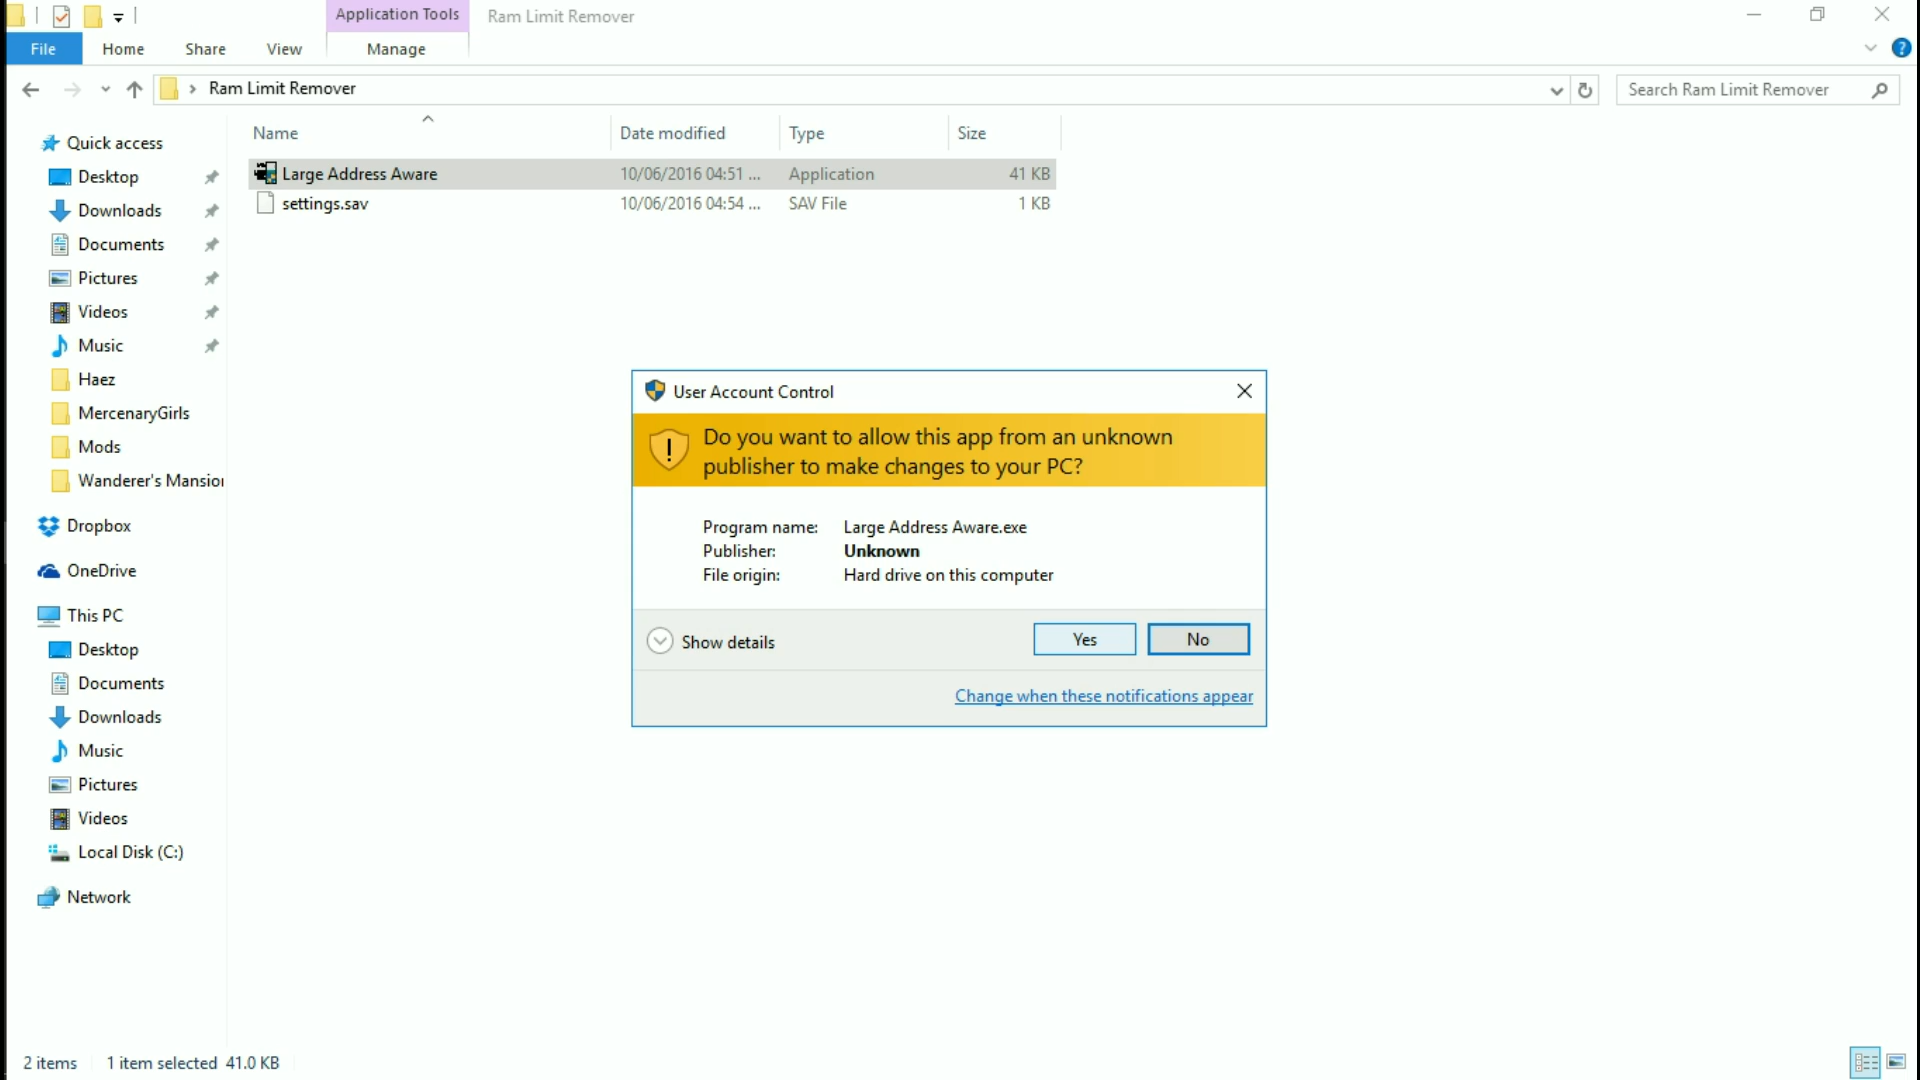 Application Tools
Ram Limit Remover
File
Home
Share
View
Manage
Ram Limit Remover
Search Ram Limit Remover
Name
Date modified
Type
Size
Large Address Aware
10/06/2016 04:51 ...
Application
41 KB
settings.sav
10/06/2016 04:54 ...
SAV File
1 KB
Quick access
Desktop
Downloads
Documents
Pictures
Videos
Music
Haez
MercenaryGirls
Mods
Wanderer's Mansion
Dropbox
OneDrive
This PC
Desktop
Documents
Downloads
Music
Pictures
Videos
Local Disk (C:)
Network
User Account Control
Do you want to allow this app from an unknown
publisher to make changes to your PC?
Program name: Large Address Aware.exe
Publisher: Unknown
File origin: Hard drive on this computer
Show details
Yes
No
Change when these notifications appear
2 items
1 item selected 41.0 KB